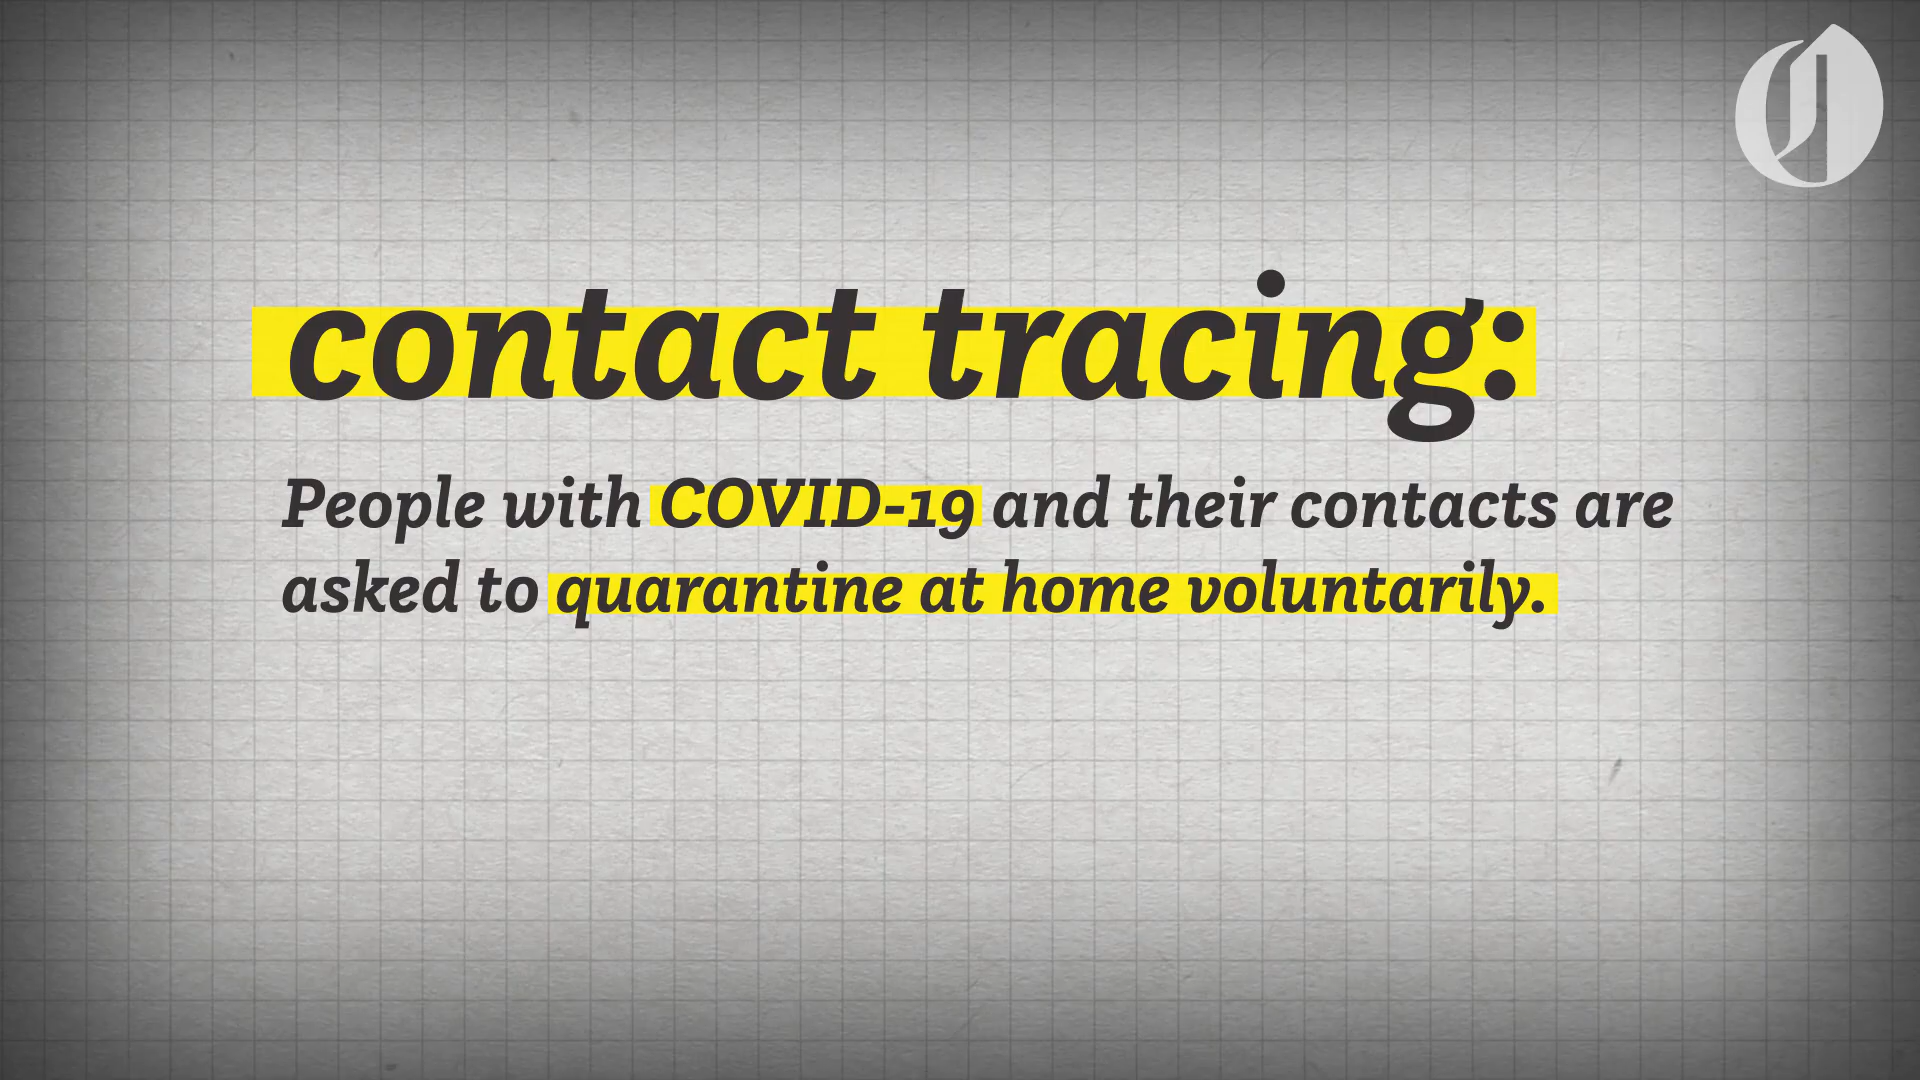 contact tracing:
People with COVID-19 and their contacts are
asked to quarantine at home voluntarily.